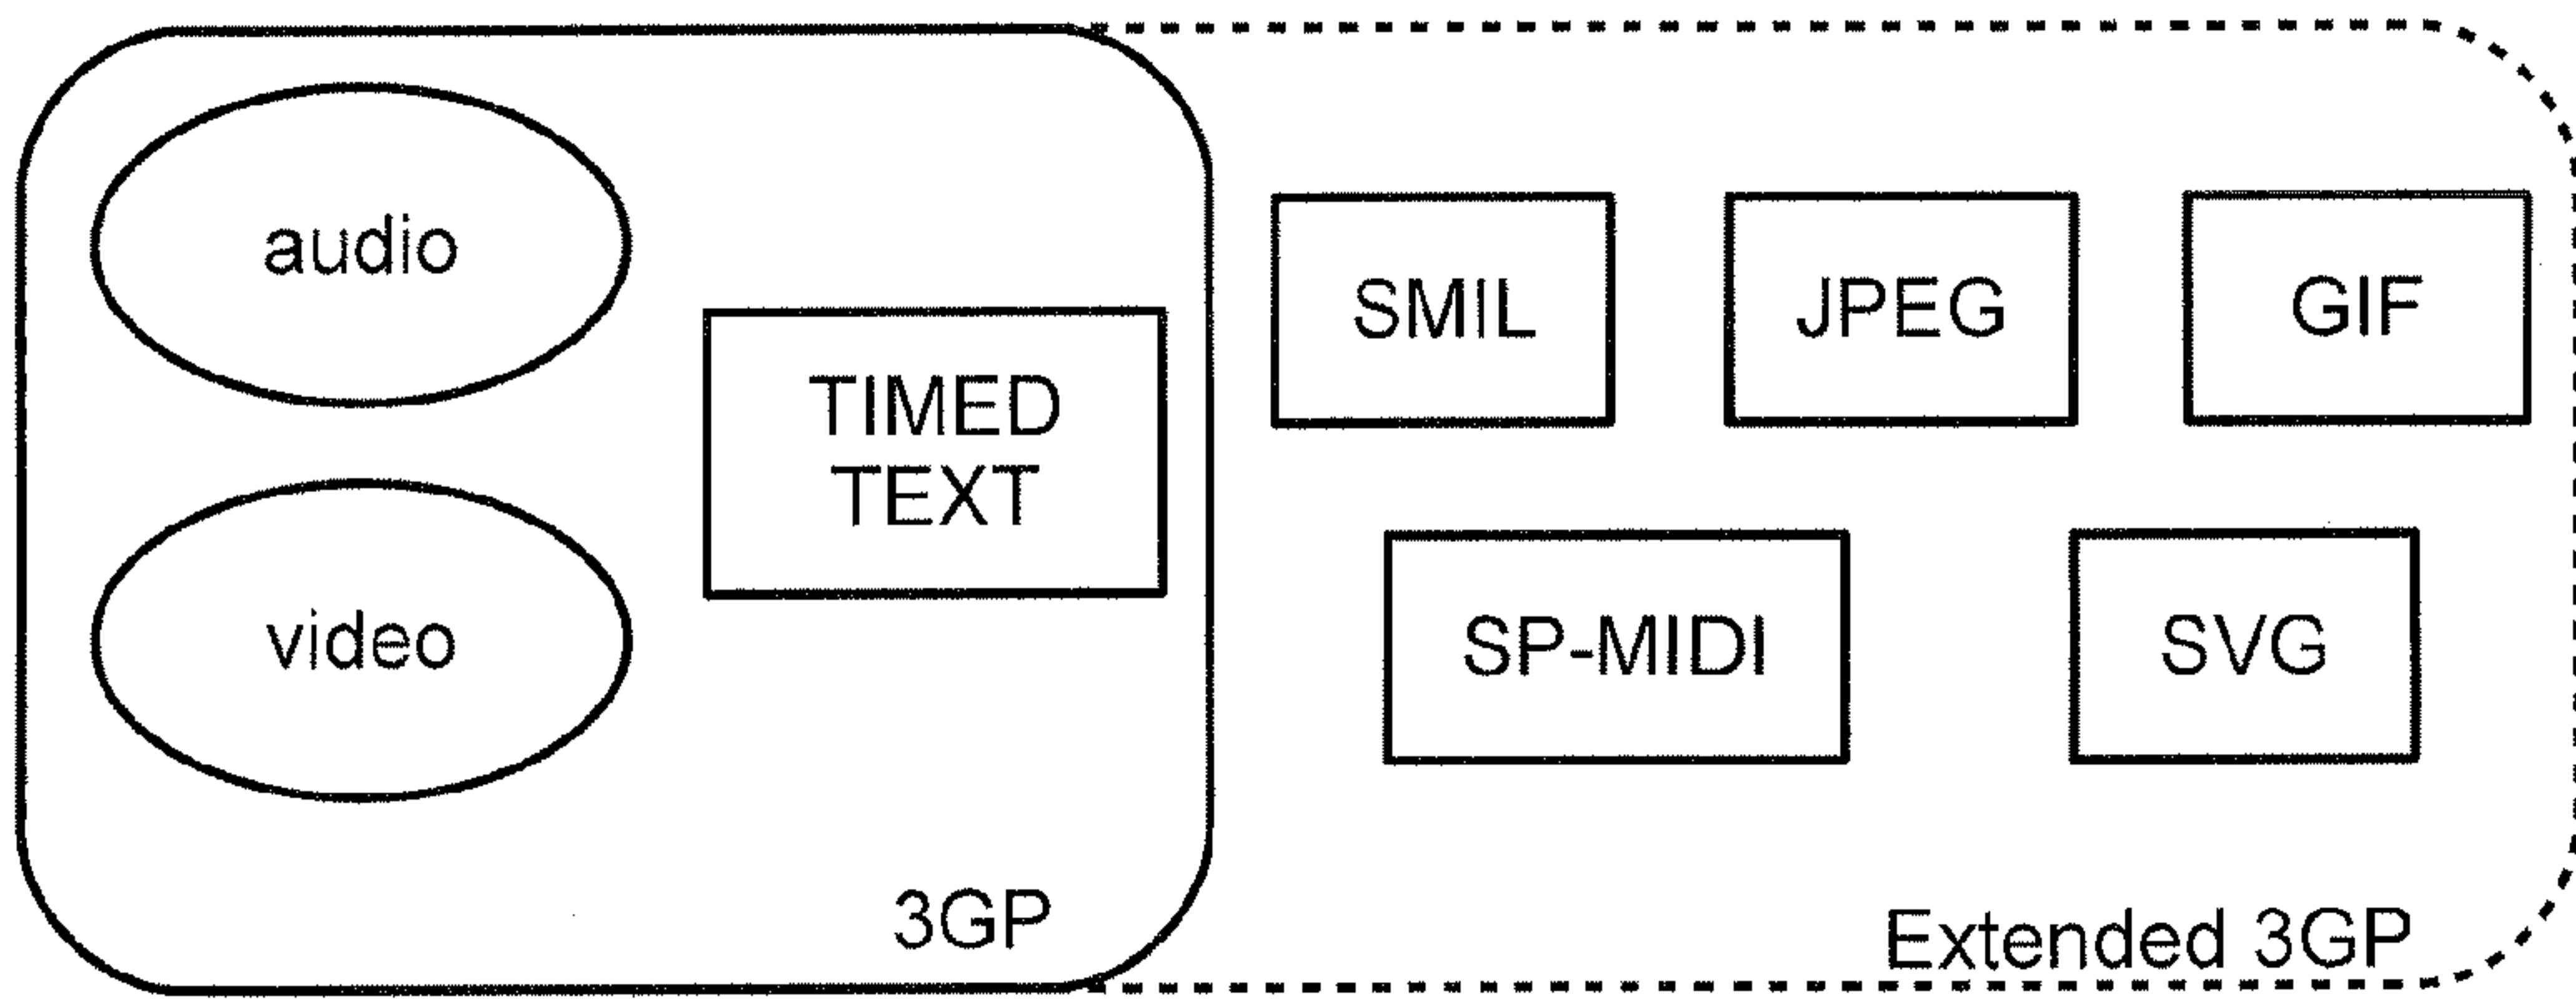 audio
video
TIMED
TEXT
3GP
SMIL
JPEG
GIF
SP-MIDI
SVG
Extended 3GP